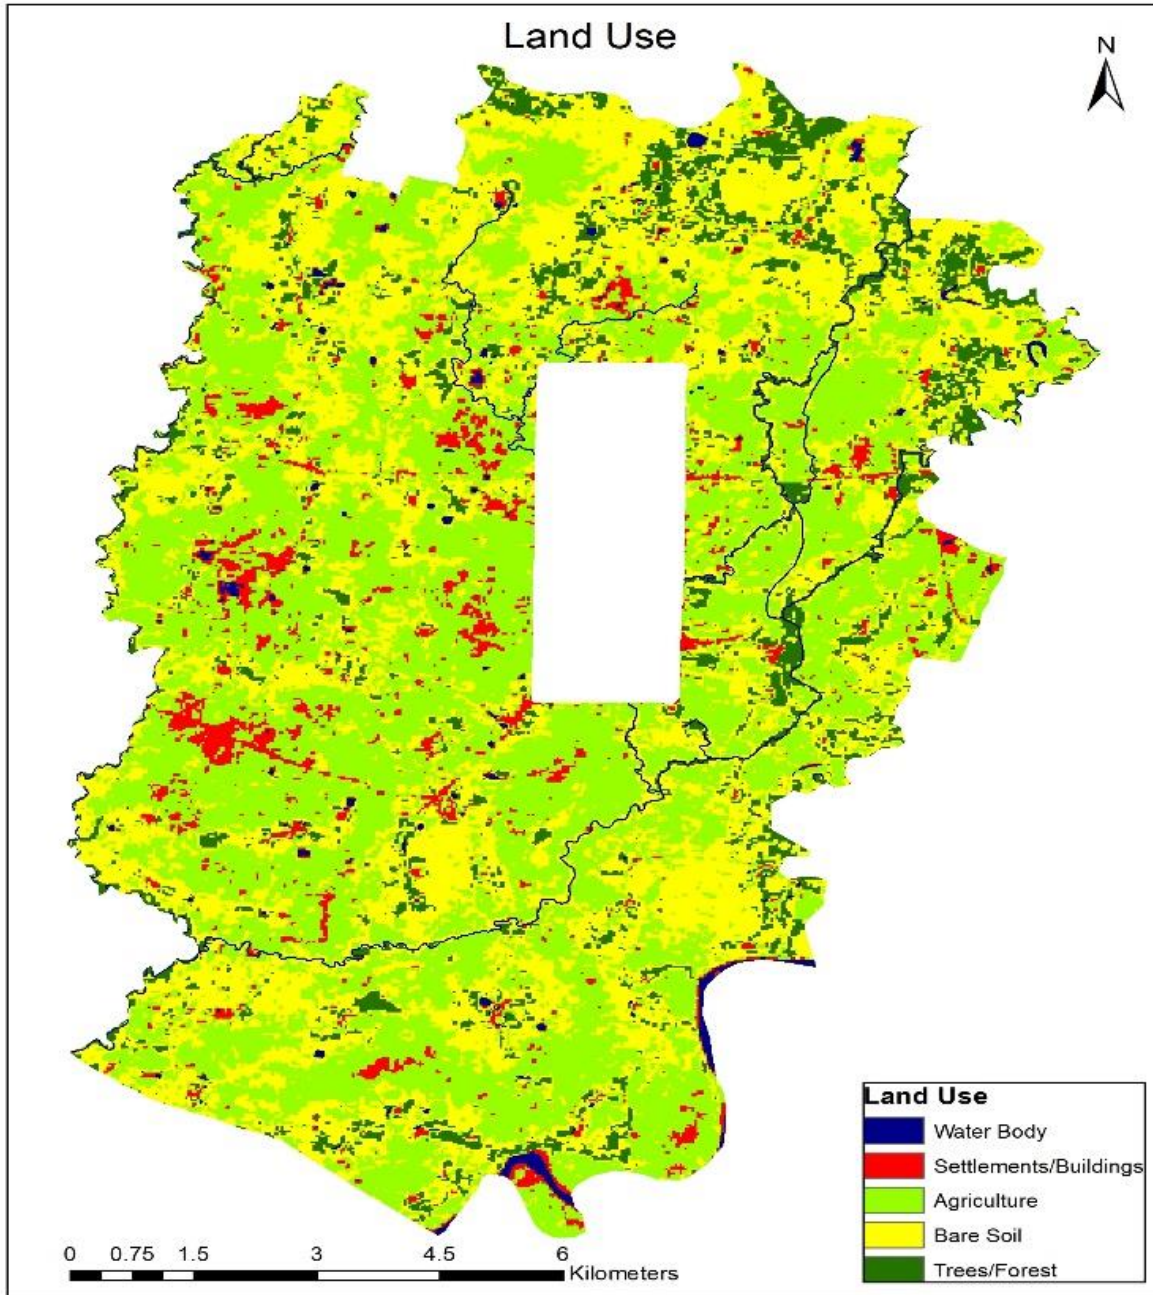 Land Use
N
Land Use
Water Body
Settlements/Buildings
Agriculture
Bare Soil
Trees/Forest
0 0.75 1.5 3 4.5 6
Kilometers